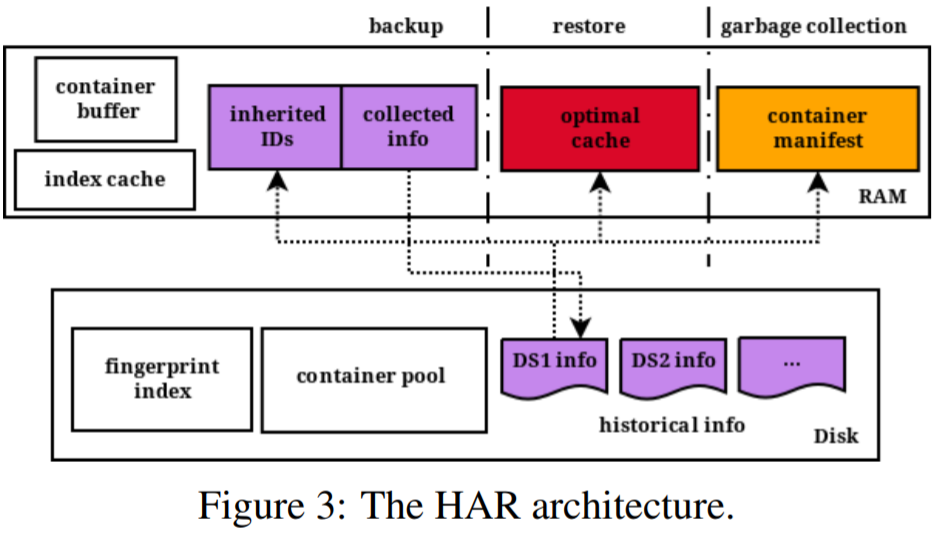 backup
restore
garbage collection
container
buffer
index cache
inherited
IDs
collected
info
optimal
cache
container
manifest
RAM
fingerprint
index
container pool
DS1 info
DS2 info
...
historical info
Disk
Figure 3: The HAR architecture.